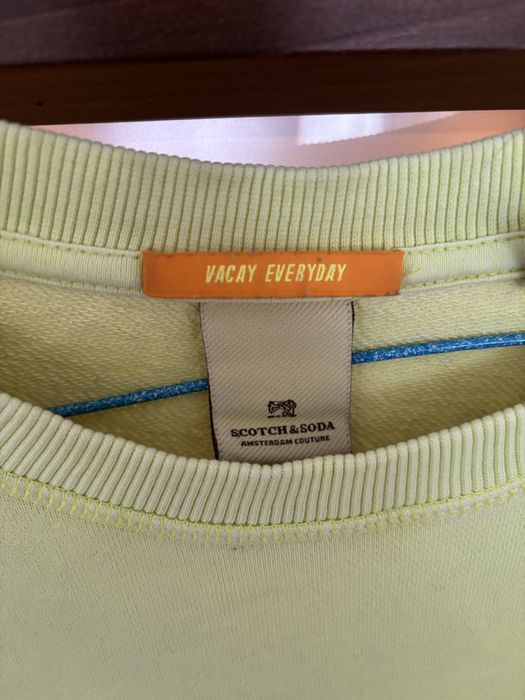 VACAY EVERYDAY
SCOTCH & SODA
AMSTERDAM COUTURE